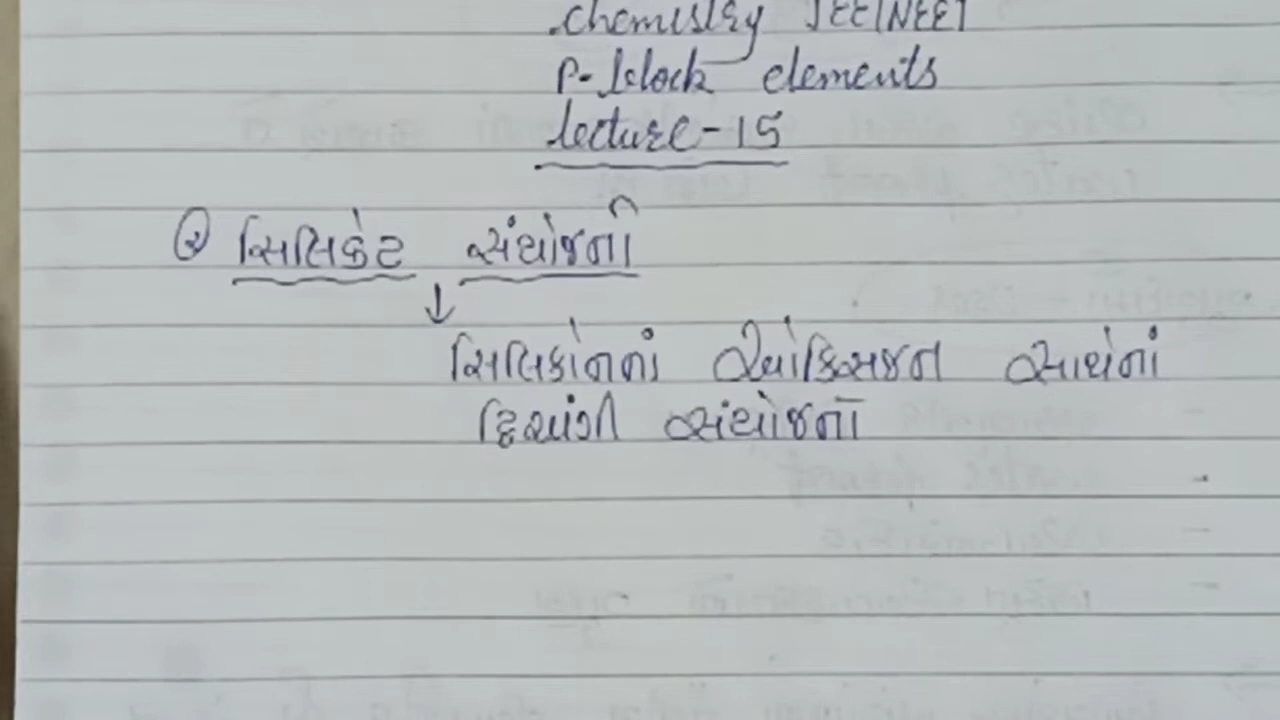 chemistry JEE/NEET
P-block elements
lecture-15
② સિલિકેટ સંયોજનો
↓
સિલિકોનનાં ઓક્સિજન સાથેનાં
દ્વિઅંગી સંયોજનો